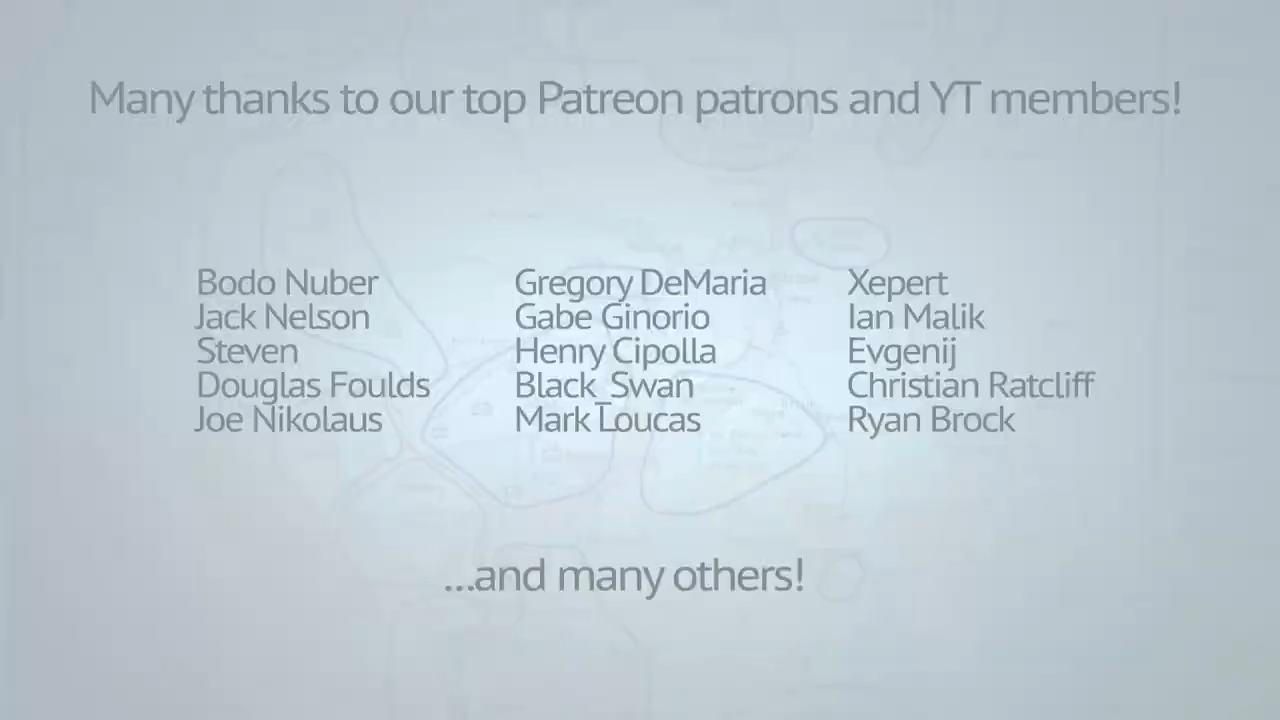 Many thanks to our top Patreon patrons and YT members!
Bodo Nuber
Jack Nelson
Steven
Douglas Foulds
Joe Nikolaus
Gregory DeMaria
Gabe Ginorio
Henry Cipolla
Black_Swan
Mark Loucas
Xepert
Ian Malik
Evgenij
Christian Ratcliff
Ryan Brock
...and many others!